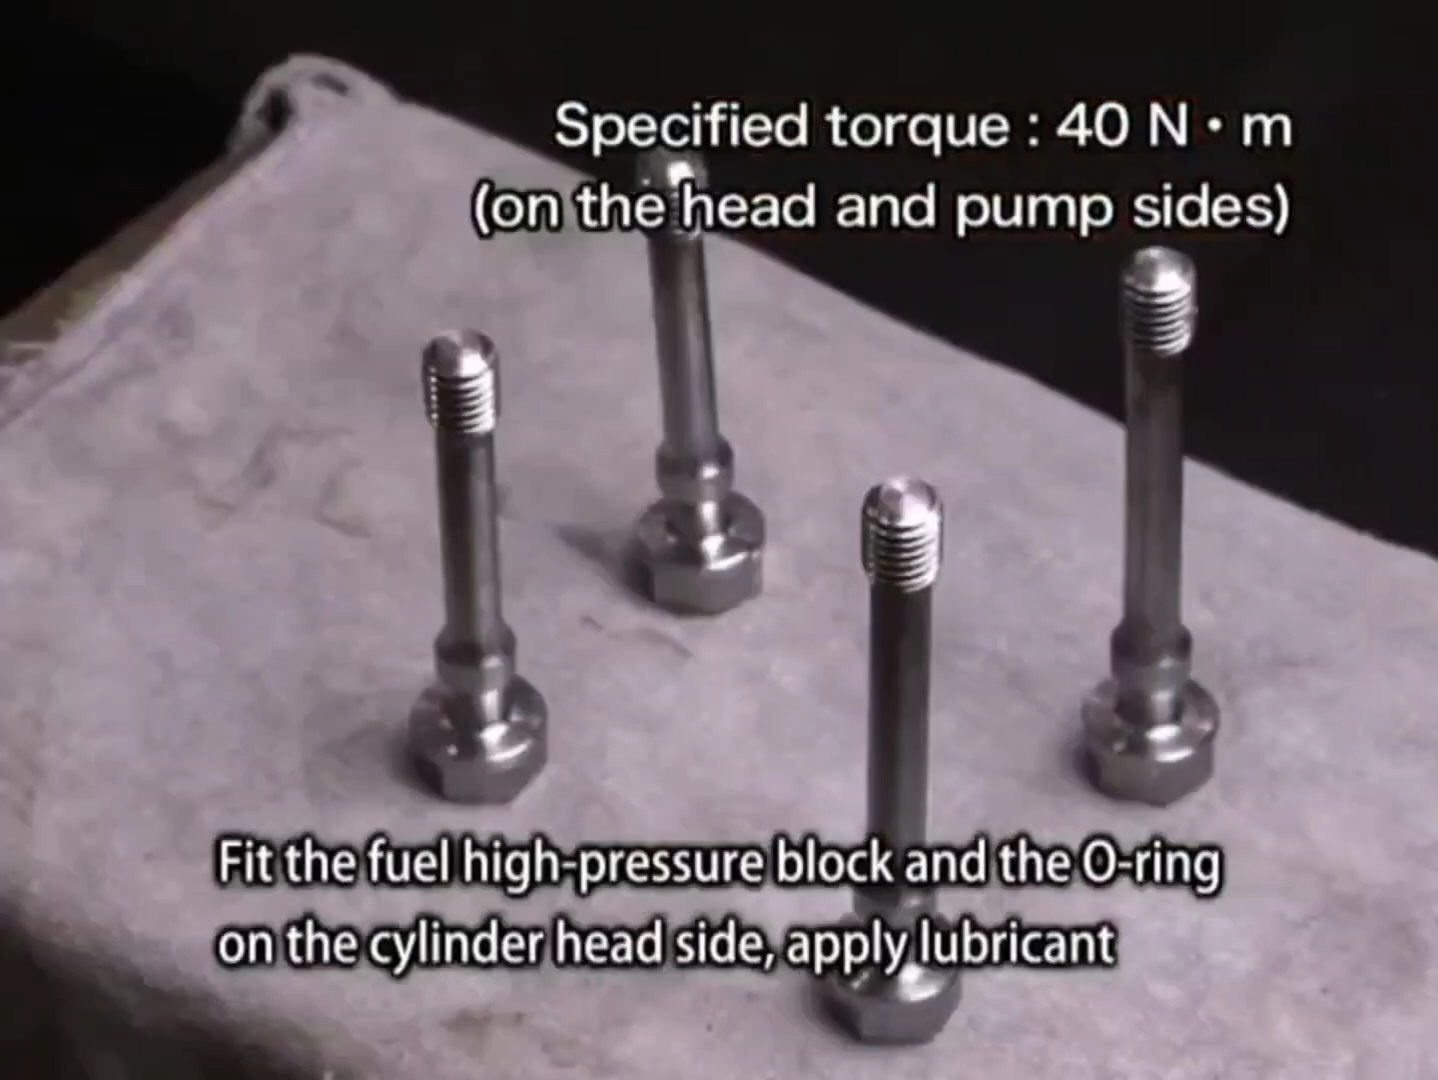 Specified torque : 40 N・m
(on the head and pump sides)
Fit the fuel high-pressure block and the O-ring
on the cylinder head side, apply lubricant